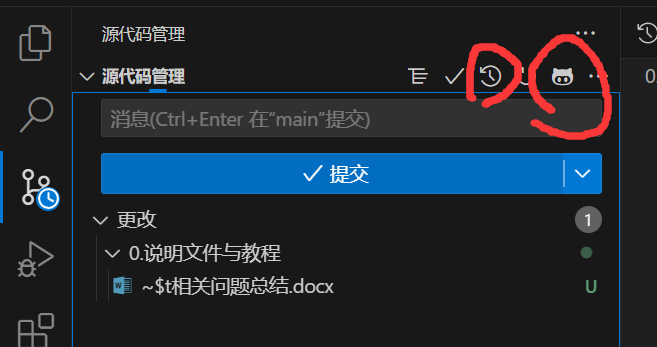 源代码管理
源代码管理
0
消息(Ctrl+Enter 在“main”提交)
提交
更改 1
0.说明文件与教程
~$t相关问题总结.docx U